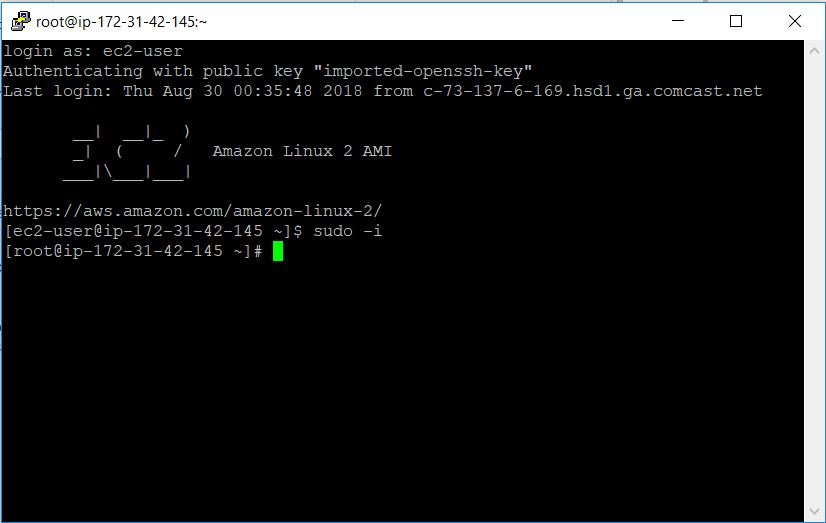 root@ip-172-31-42-145:~
login as: ec2-user
Authenticating with public key "imported-openssh-key"
Last login: Thu Aug 30 00:35:48 2018 from c-73-137-6-169.hsd1.ga.comcast.net
       __|  __|_  )
       _|  (     /   Amazon Linux 2 AMI
      ___|\___|___|
https://aws.amazon.com/amazon-linux-2/
[ec2-user@ip-172-31-42-145 ~]$ sudo -i
[root@ip-172-31-42-145 ~]#